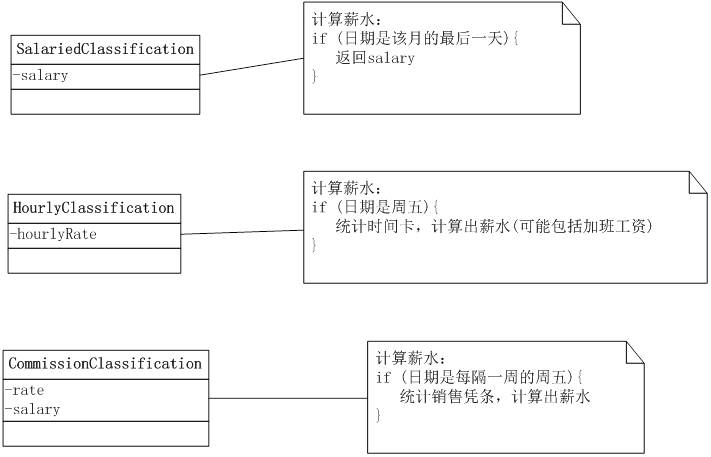 SalariedClassification
-salary
计算薪水：
if (日期是该月的最后一天){
返回salary
}
HourlyClassification
-hourlyRate
计算薪水：
if (日期是周五){
统计时间卡，计算出薪水(可能包括加班工资)
}
CommissionClassification
-rate
-salary
计算薪水：
if (日期是每隔一周的周五){
统计销售凭条，计算出薪水
}